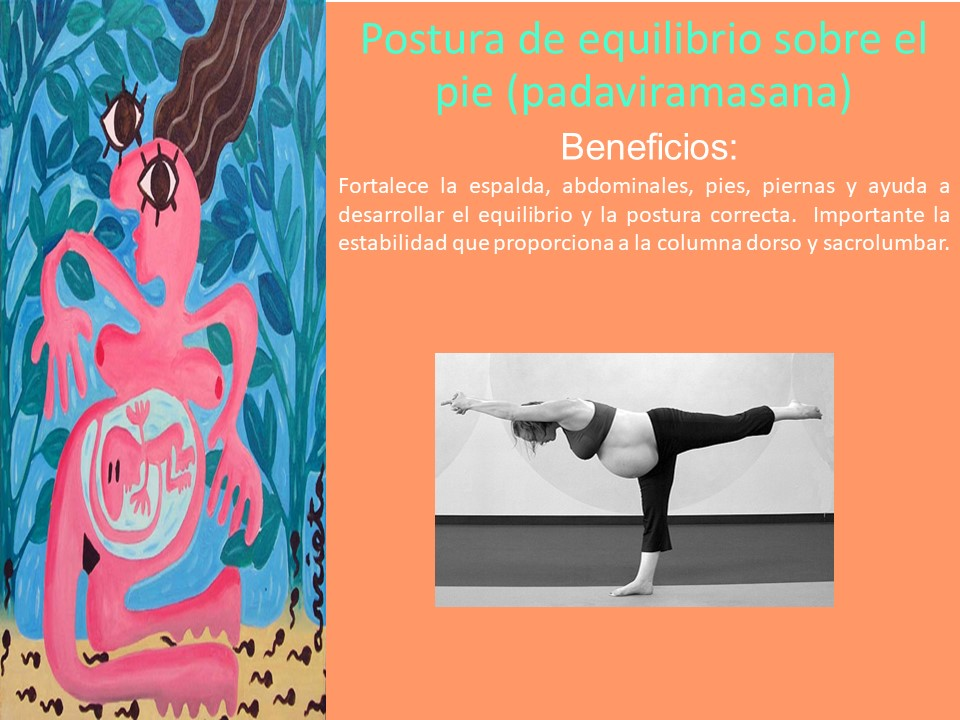 Postura de equilibrio sobre el
pie (padaviramasana)
Beneficios:
Fortalece la espalda, abdominales, pies, piernas y ayuda a
desarrollar el equilibrio y la postura correcta. Importante la
estabilidad que proporciona a la columna dorso y sacrolumbar.
arrieta